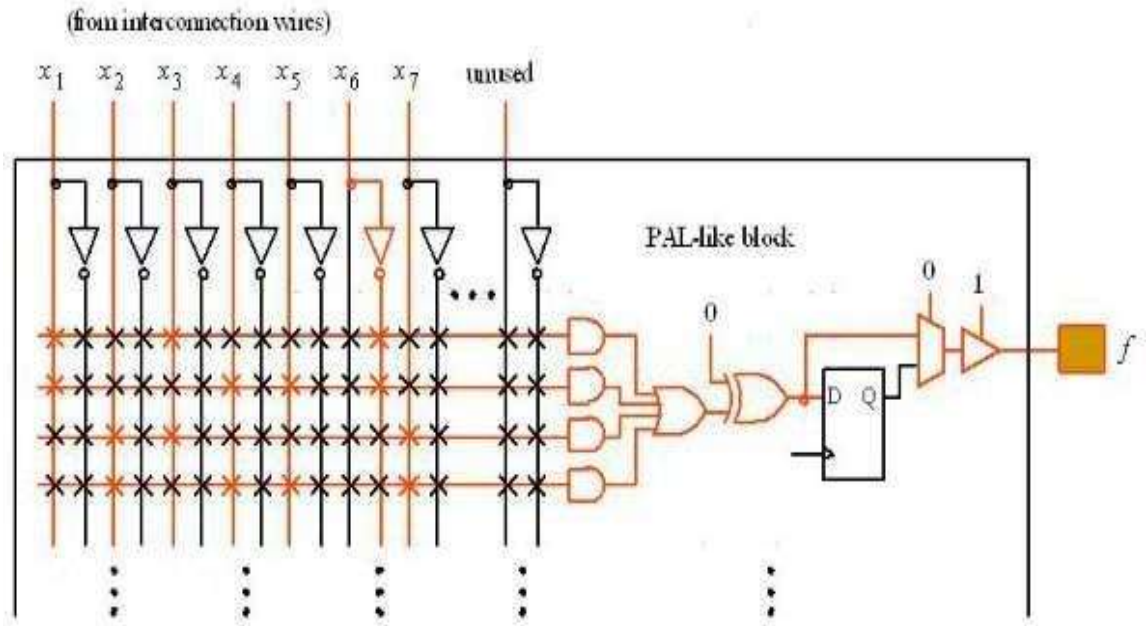 (from interconnection wires)
x₁ x₂ x₃ x₄ x₅ x₆ x₇ unused
PAL-like block
0 1
0
f
D Q